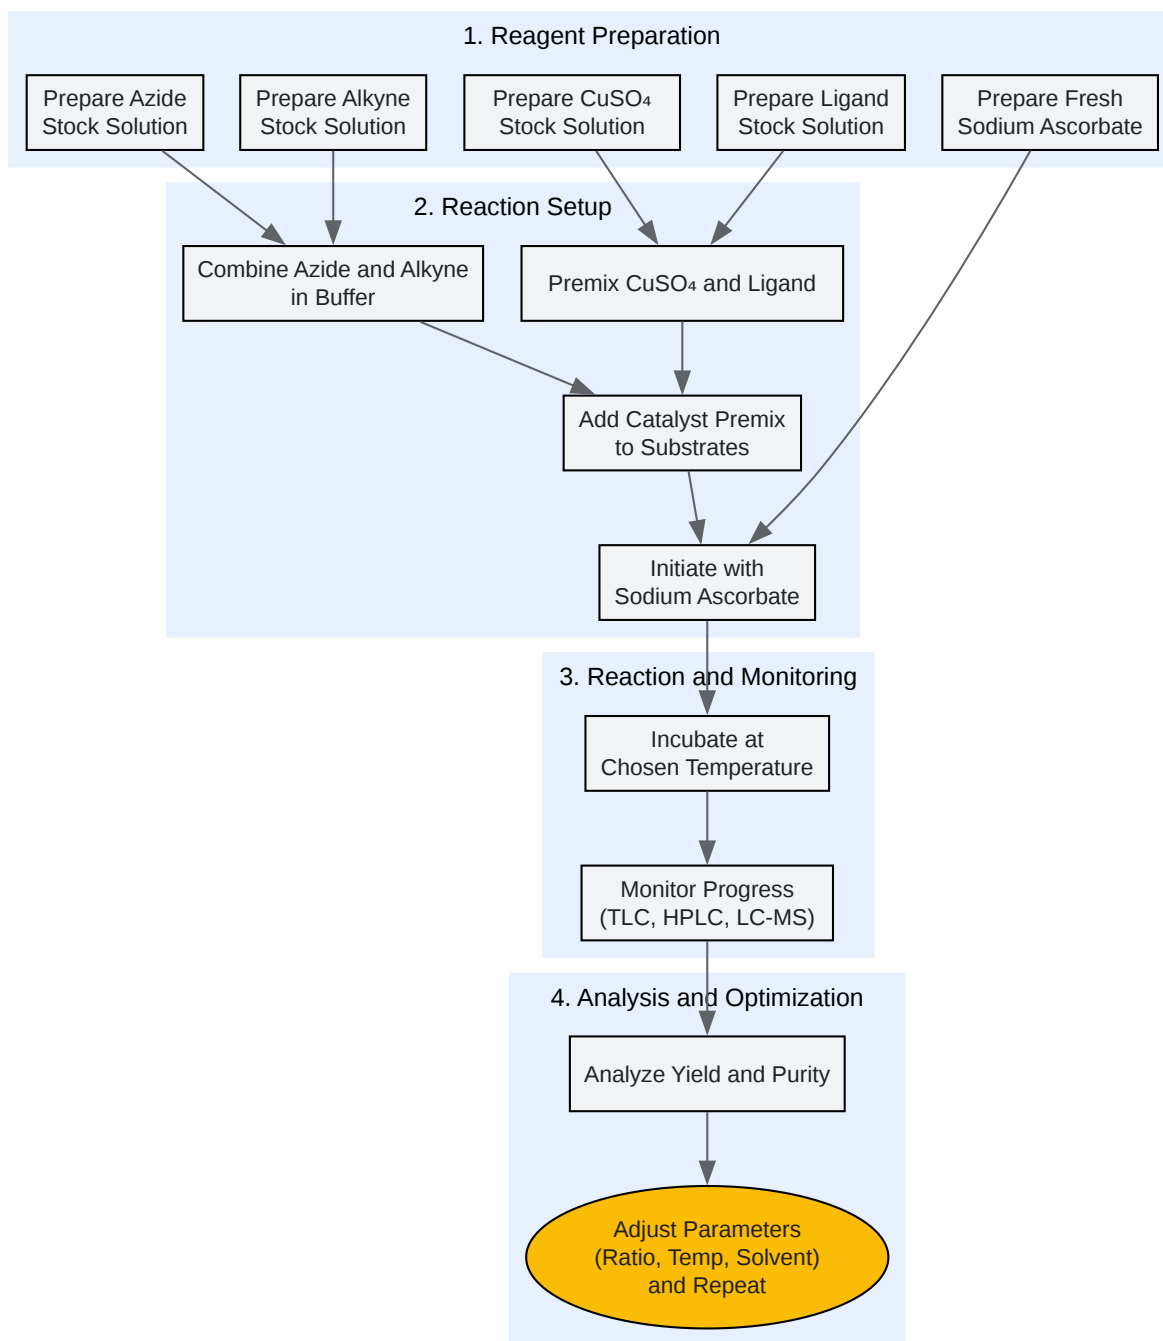 1. Reagent Preparation
Prepare Azide
Stock Solution
Prepare Alkyne
Stock Solution
Prepare CuSO₄
Stock Solution
Prepare Ligand
Stock Solution
Prepare Fresh
Sodium Ascorbate
2. Reaction Setup
Combine Azide and Alkyne
in Buffer
Premix CuSO₄ and Ligand
Add Catalyst Premix
to Substrates
Initiate with
Sodium Ascorbate
3. Reaction and Monitoring
Incubate at
Chosen Temperature
Monitor Progress
(TLC, HPLC, LC-MS)
4. Analysis and Optimization
Analyze Yield and Purity
Adjust Parameters
(Ratio, Temp, Solvent)
and Repeat